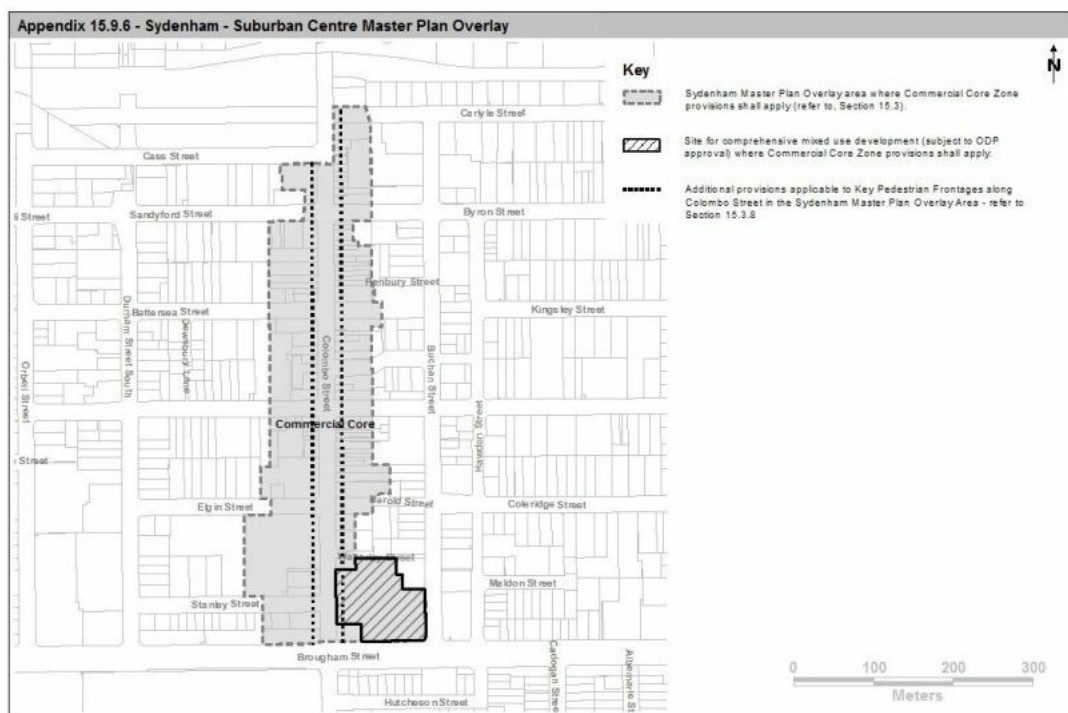 Appendix 15.9.6 - Sydenham - Suburban Centre Master Plan Overlay
N
Key
Sydenham Master Plan Overlay area where Commercial Core Zone
provisions shall apply (refer to, Section 15.3).
Site for comprehensive mixed use development (subject to ODP
approval) where Commercial Core Zone provisions shall apply.
Additional provisions applicable to Key Pedestrian Frontages along
Colombo Street in the Sydenham Master Plan Overlay Area - refer to
Section 15.3.8
Carlyle Street
Cass Street
Street
Sandyford Street
Byron Street
Henbury Street
Battersea Street
Kingsley Street
Durham Street South
Dewsbury Lane
Orbell Street
Colombo Street
Buchan Street
Commercial Core
Hawdon Street
Street
Elgin Street
Harold Street
Coleridge Street
Street
Maldon Street
Stanley Street
Brougham Street
Cadogan Street
Albemarle St
Hutcheson Street
0 100 200 300
Meters